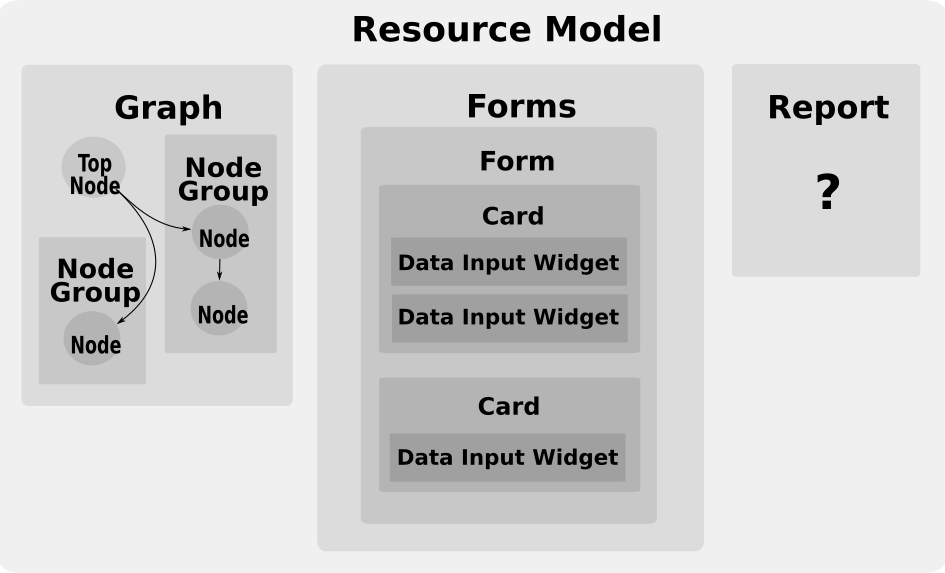 Resource Model
Graph
Top
Node
Node
Group
Node
Node
Node
Group
Node
Forms
Form
Card
Data Input Widget
Data Input Widget
Card
Data Input Widget
Report
?